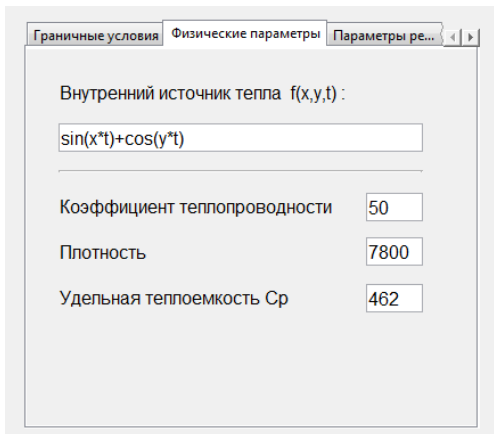 Граничные условия Физические параметры Параметры ре...
Внутренний источник тепла f(x,y,t) :
sin(x*t)+cos(y*t)
Коэффициент теплопроводности 50
Плотность 7800
Удельная теплоемкость Ср 462